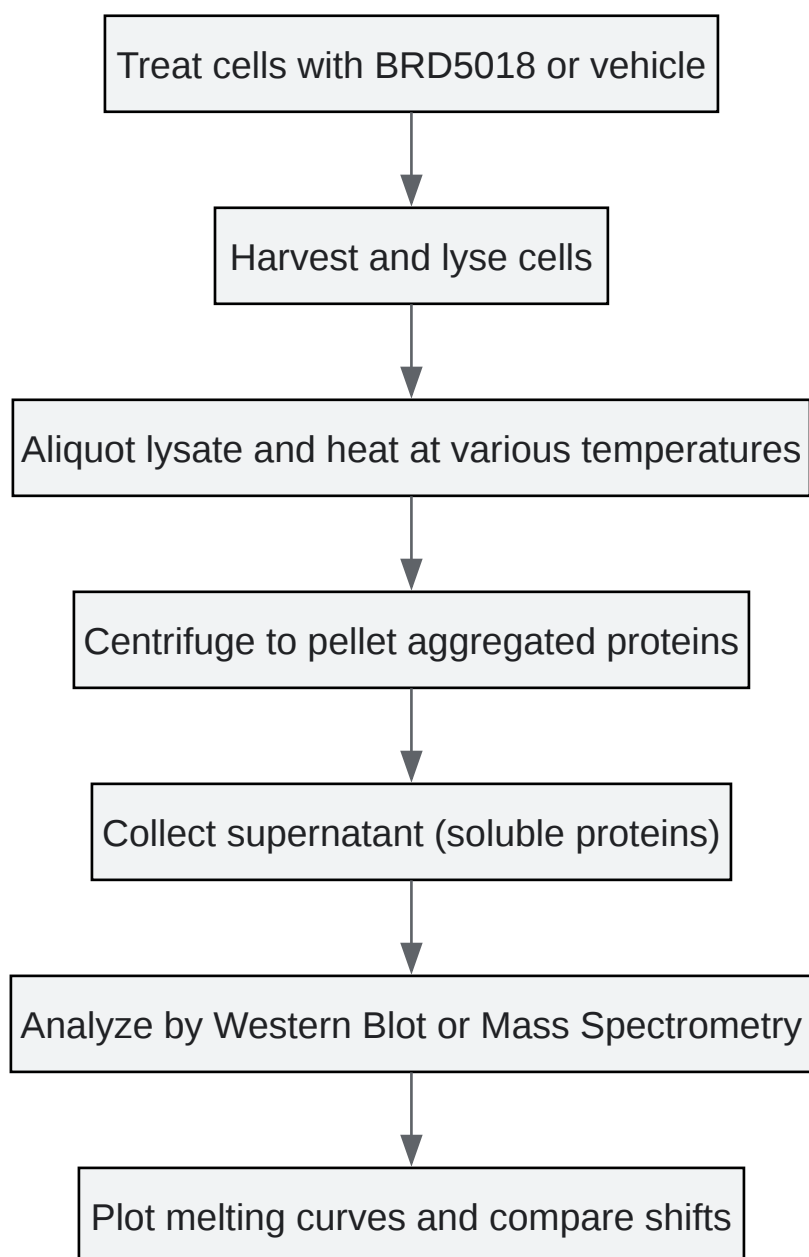 Treat cells with BRD5018 or vehicle
Harvest and lyse cells
Aliquot lysate and heat at various temperatures
Centrifuge to pellet aggregated proteins
Collect supernatant (soluble proteins)
Analyze by Western Blot or Mass Spectrometry
Plot melting curves and compare shifts